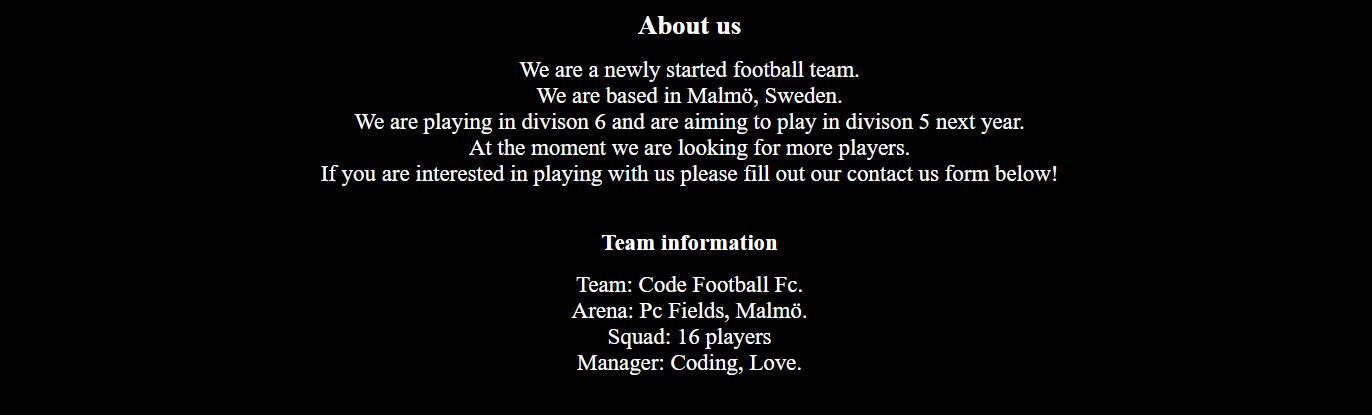 About us
We are a newly started football team.
We are based in Malmö, Sweden.
We are playing in divison 6 and are aiming to play in divison 5 next year.
At the moment we are looking for more players.
If you are interested in playing with us please fill out our contact us form below!
Team information
Team: Code Football Fc.
Arena: Pc Fields, Malmö.
Squad: 16 players
Manager: Coding, Love.